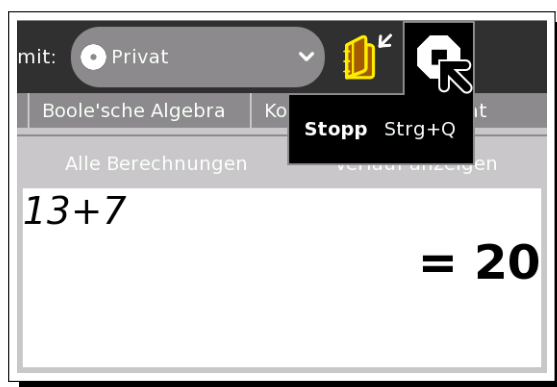 mit: Privat
Boole'sche Algebra Ko
Stopp Strg+Q
Alle Berechnungen
13+7
= 20